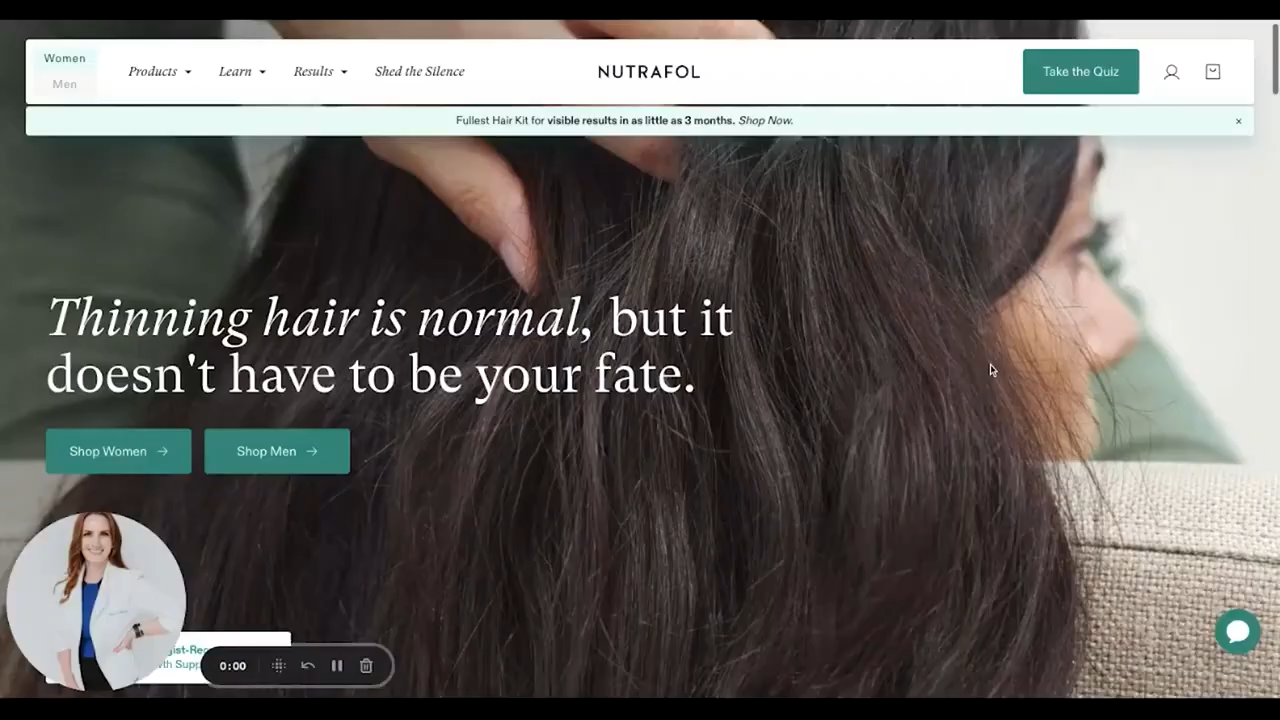 Women
Men
Products
Learn
Results
Shed the Silence
NUTRAFOL
Take the Quiz
Fullest Hair Kit for visible results in as little as 3 months. Shop Now.
Thinning hair is normal, but it
doesn't have to be your fate.
Shop Women
Shop Men
0:00